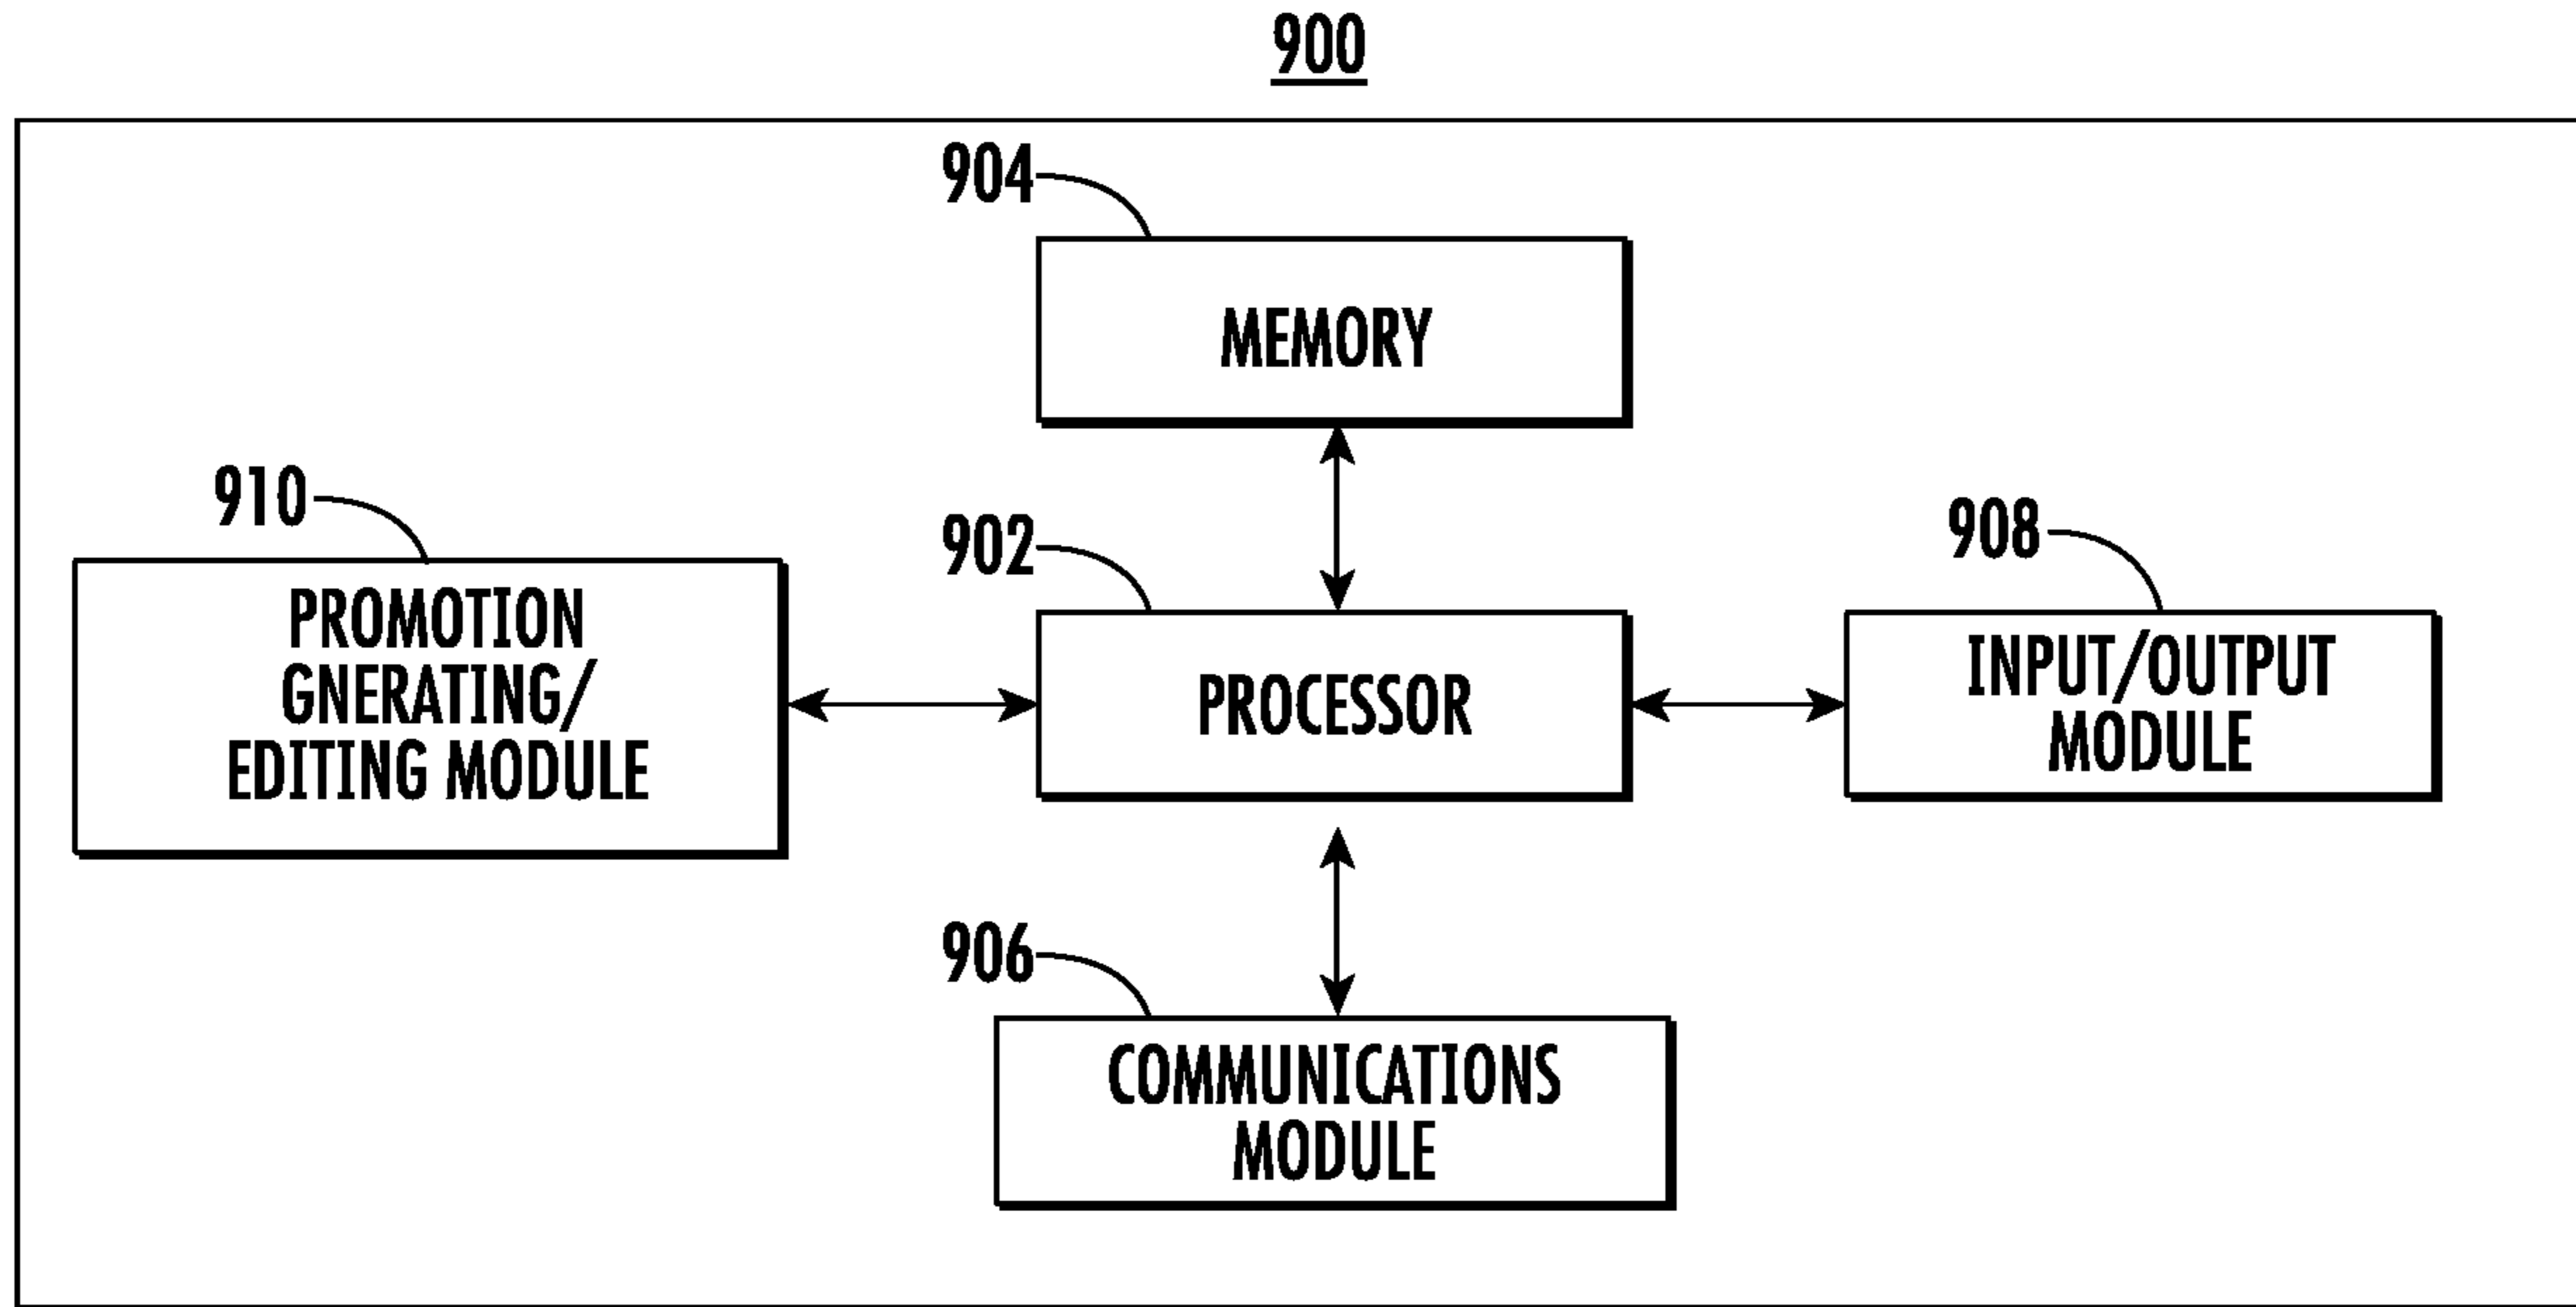 900
904
MEMORY
910
PROMOTION
GNERATING/
EDITING MODULE
902
PROCESSOR
908
INPUT/OUTPUT
MODULE
906
COMMUNICATIONS
MODULE